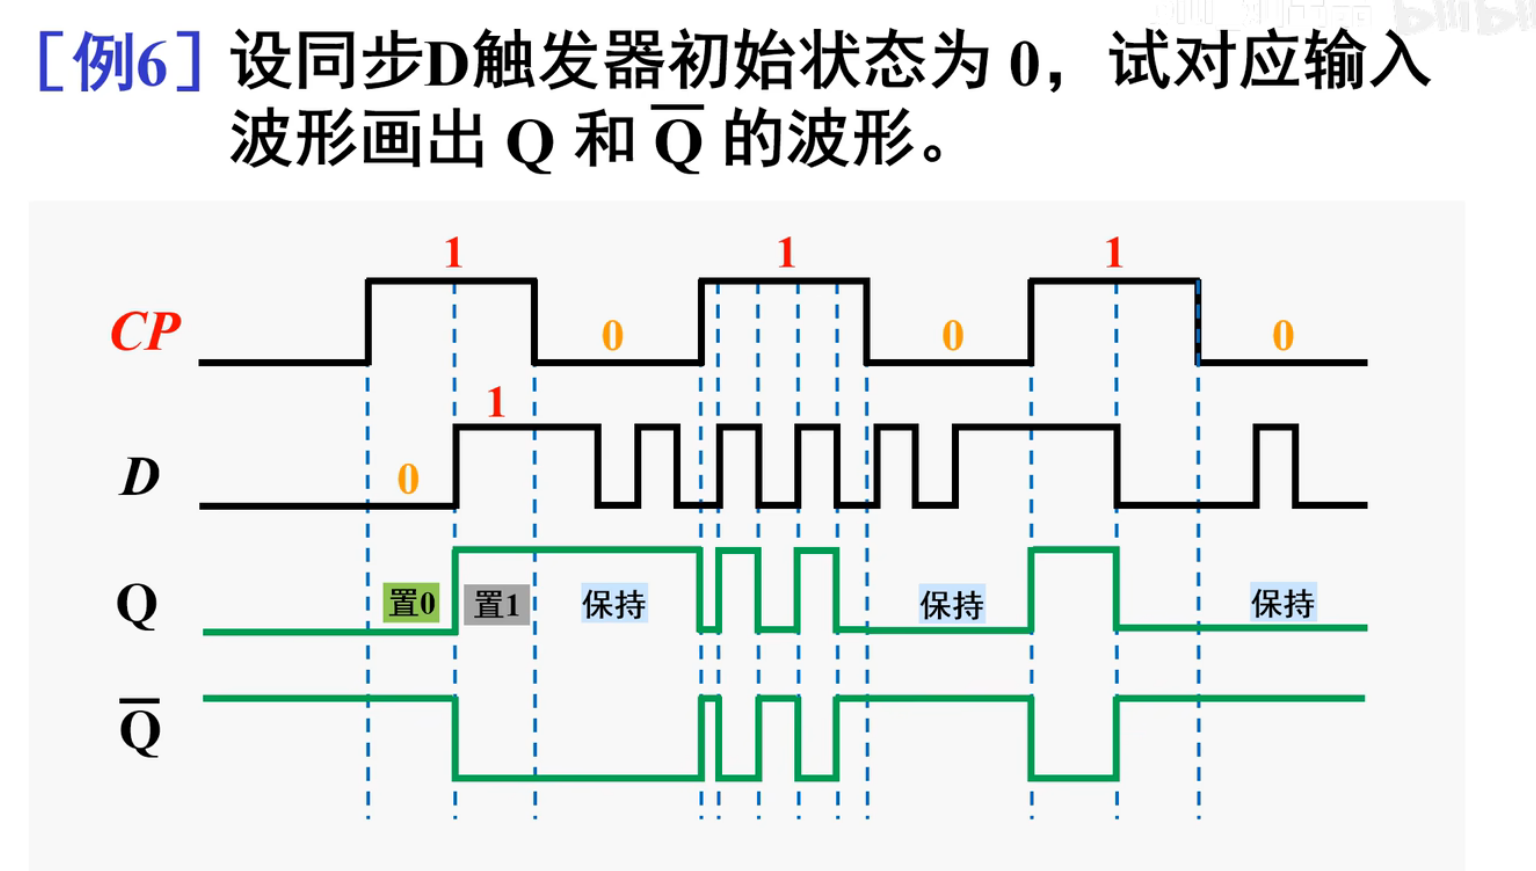 [例6] 设同步D触发器初始状态为 0，试对应输入
波形画出 Q 和 Q̅ 的波形。
1 1 1
CP 0 0 0
1
D 0
Q 置0 置1 保持 保持 保持
Q̅